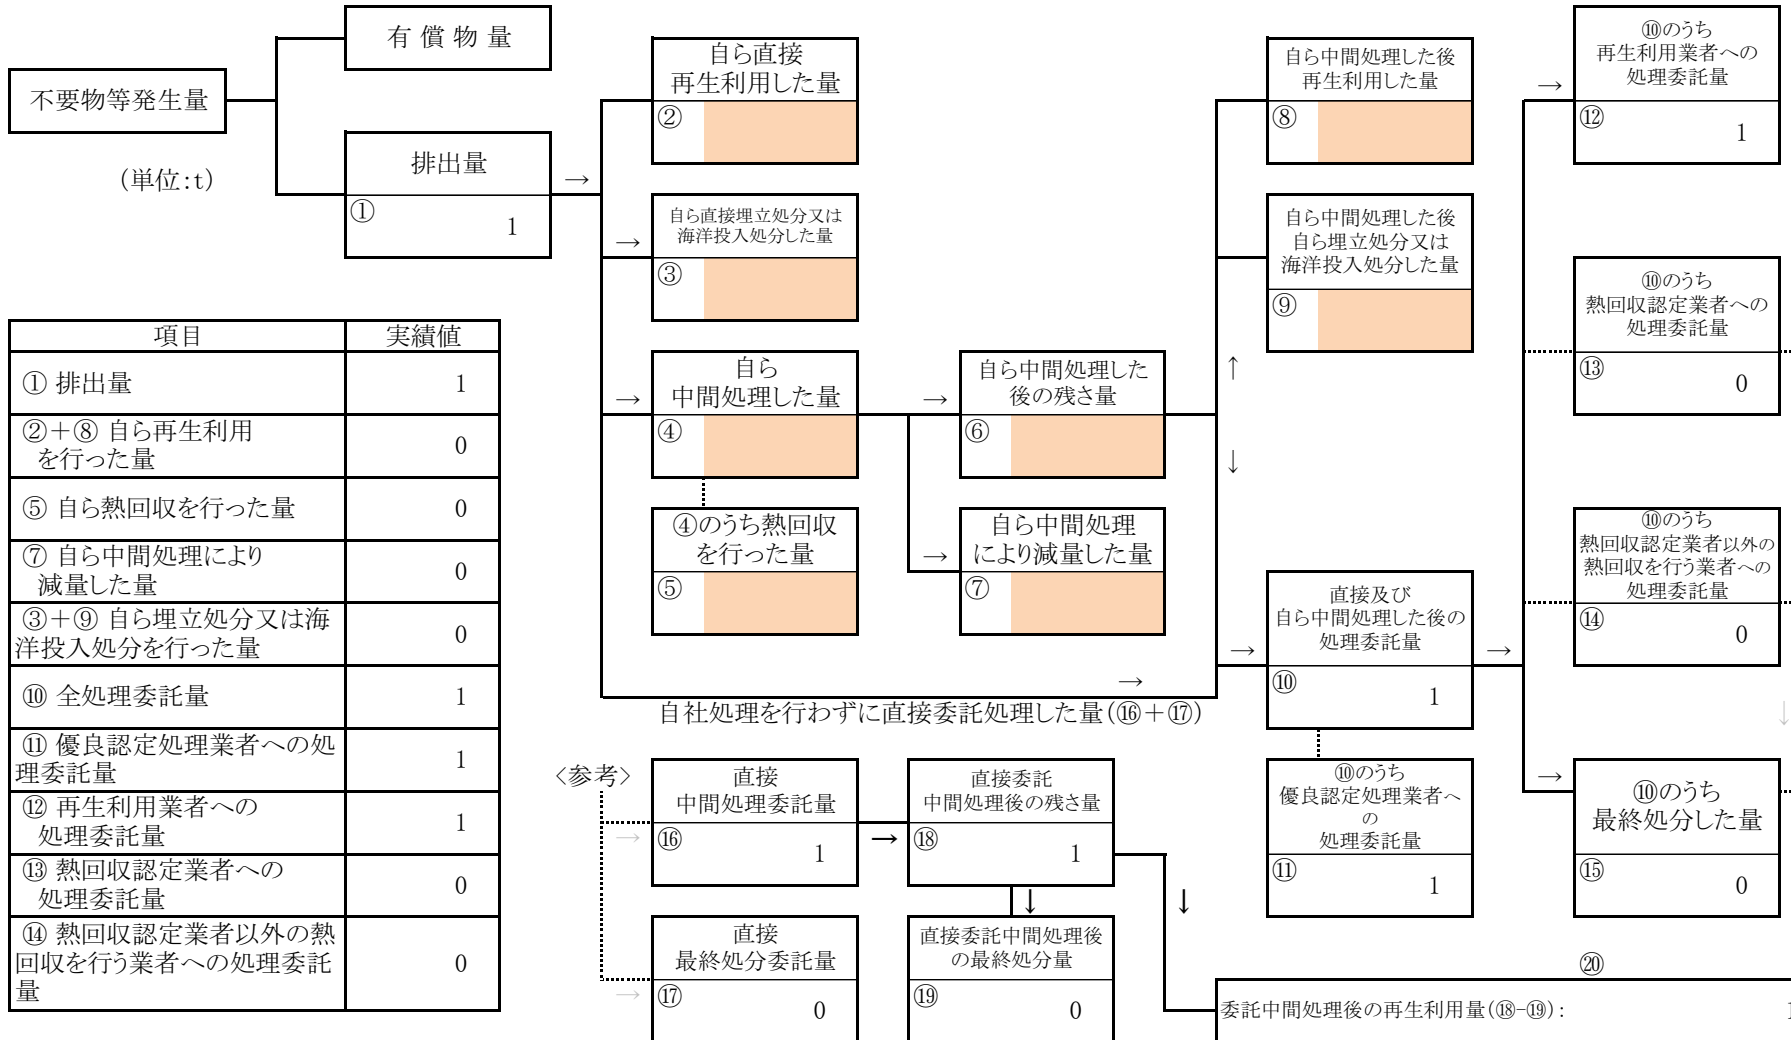 不要物等発生量
(単位:t)
有 償 物 量
排出量
①
1
→
自ら直接
再生利用した量
②
→
自ら直接埋立処分又は
海洋投入処分した量
③
→
自ら
中間処理した量
④
④のうち熱回収
を行った量
⑤
→
自ら中間処理した
後の残さ量
⑥
→
自ら中間処理
により減量した量
⑦
自ら中間処理した後
再生利用した量
⑧
自ら中間処理した後
自ら埋立処分又は
海洋投入処分した量
⑨
↑
↓
→
直接及び
自ら中間処理した後の
処理委託量
⑩
1
→
自社処理を行わずに直接委託処理した量(⑯+⑰)
⑩のうち
優良認定処理業者へ
の
処理委託量
⑪
1
→
→
⑩のうち
再生利用業者への
処理委託量
⑫
1
⑩のうち
熱回収認定業者への
処理委託量
⑬
0
⑩のうち
熱回収認定業者以外の
熱回収を行う業者への
処理委託量
⑭
0
↓
→
⑩のうち
最終処分した量
⑮
0
項目 実績値
① 排出量 1
②+⑧ 自ら再生利用
を行った量 0
⑤ 自ら熱回収を行った量 0
⑦ 自ら中間処理により
減量した量 0
③+⑨ 自ら埋立処分又は海
洋投入処分を行った量 0
⑩ 全処理委託量 1
⑪ 優良認定処理業者への処
理委託量 1
⑫ 再生利用業者への
処理委託量 1
⑬ 熱回収認定業者への
処理委託量 0
⑭ 熱回収認定業者以外の熱
回収を行う業者への処理委託
量 0
<参考>
→
直接
中間処理委託量
⑯
1
→
直接委託
中間処理後の残さ量
⑱
1
↓
↓
→
直接
最終処分委託量
⑰
0
直接委託中間処理後
の最終処分量
⑲
0
⑳
委託中間処理後の再生利用量(⑱-⑲): 1